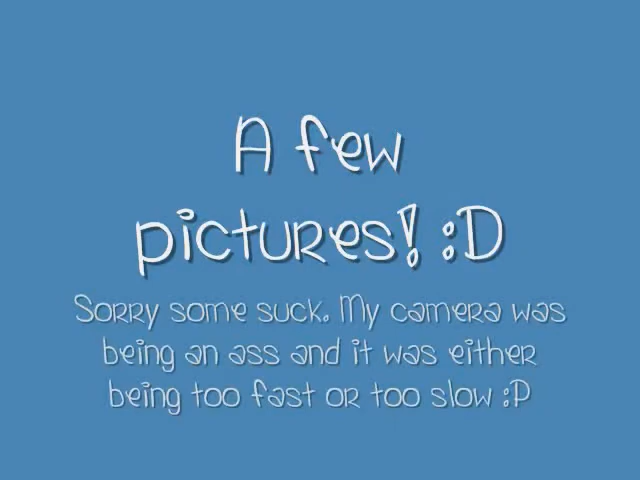 A few
pictures! :D
Sorry some suck. My camera was
being an ass and it was either
being too fast or too slow :P